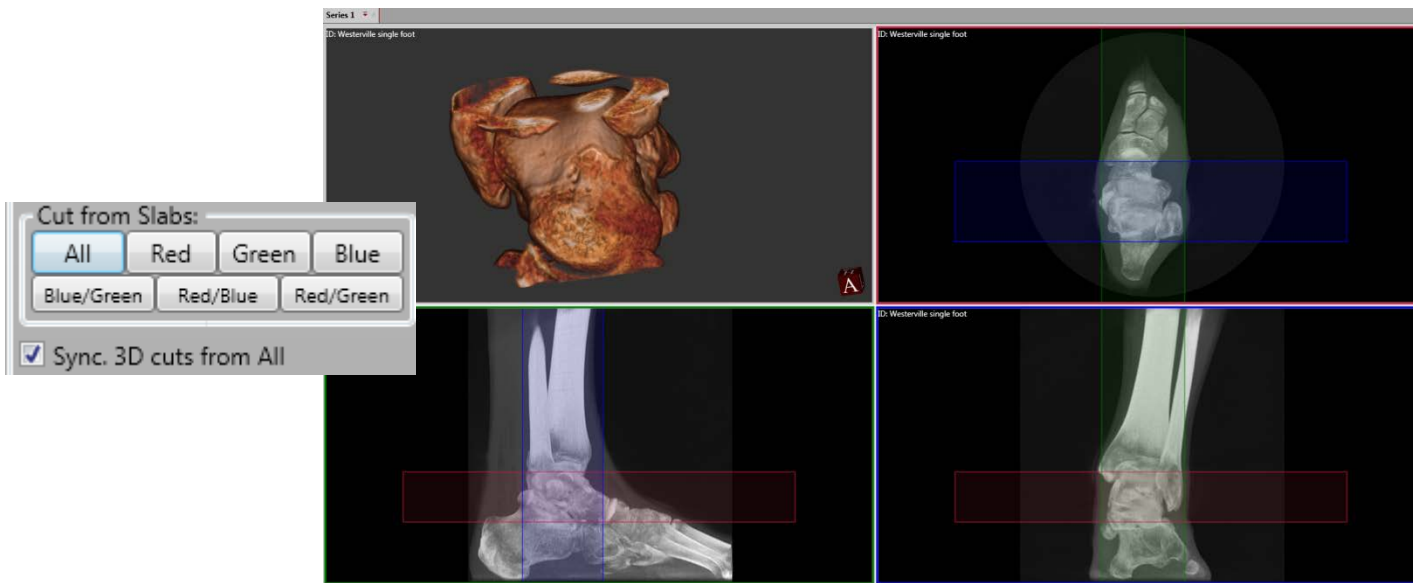 Series 1
ID: Westerville single foot
ID: Westerville single foot
Cut from Slabs:
All Red Green Blue
Blue/Green Red/Blue Red/Green
Sync. 3D cuts from All
A
ID: Westerville single foot